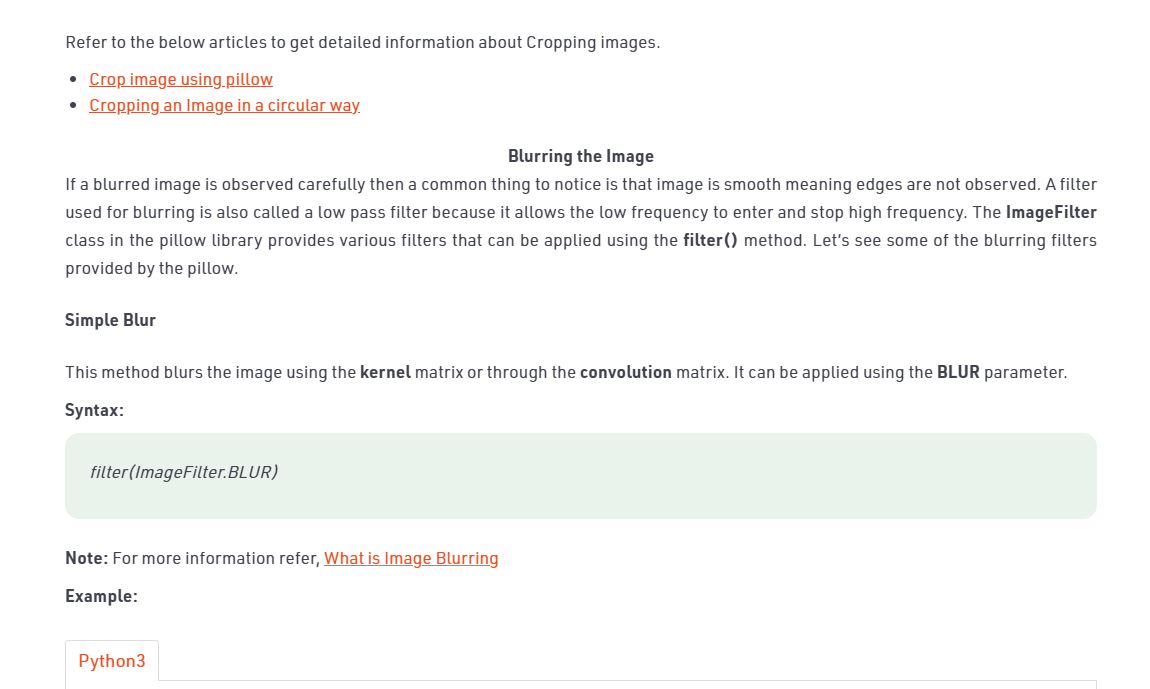 Refer to the below articles to get detailed information about Cropping images.
Crop image using pillow
Cropping an Image in a circular way
Blurring the Image
If a blurred image is observed carefully then a common thing to notice is that image is smooth meaning edges are not observed. A filter
used for blurring is also called a low pass filter because it allows the low frequency to enter and stop high frequency. The ImageFilter
class in the pillow library provides various filters that can be applied using the filter() method. Let’s see some of the blurring filters
provided by the pillow.
Simple Blur
This method blurs the image using the kernel matrix or through the convolution matrix. It can be applied using the BLUR parameter.
Syntax:
filter(ImageFilter.BLUR)
Note: For more information refer, What is Image Blurring
Example:
Python3